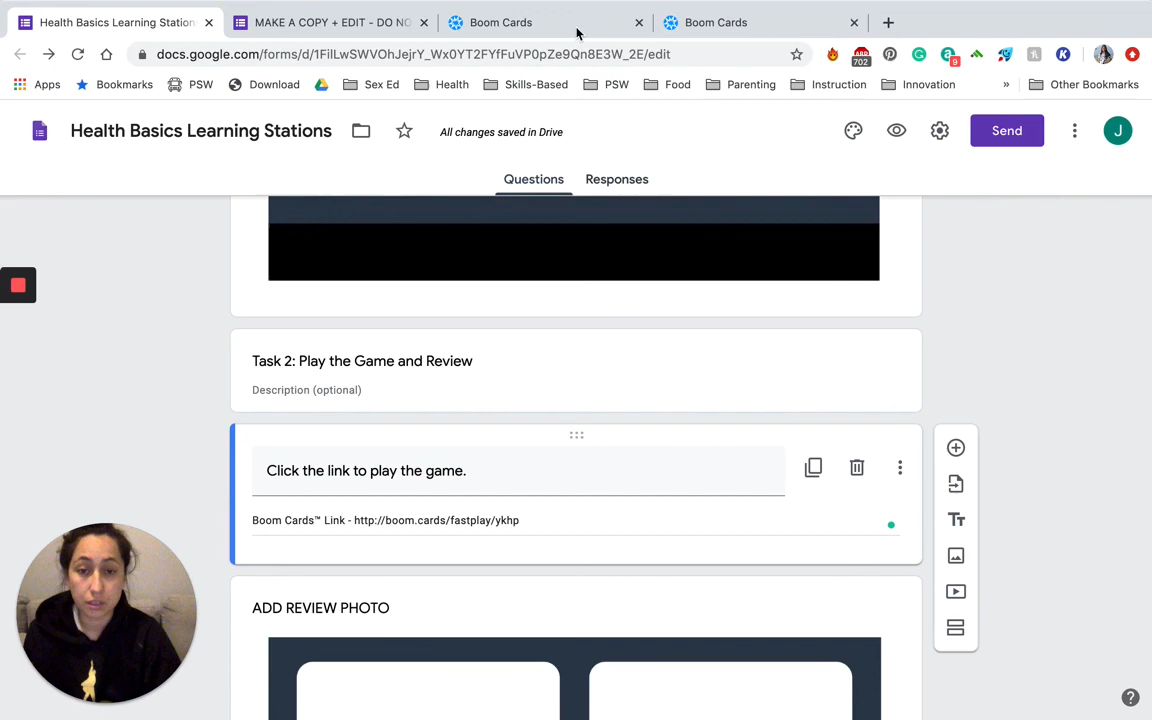 Health Basics Learning Station
MAKE A COPY + EDIT - DO NO
Boom Cards
Boom Cards
docs.google.com/forms/d/1FilLwSWVOhJejrY_Wx0YT2FYfFuVP0pZe9Qn8E3W_2E/edit
702
9
Apps
Bookmarks
PSW
Download
Sex Ed
Health
Skills-Based
PSW
Food
Parenting
Instruction
Innovation
»
Other Bookmarks
Health Basics Learning Stations
All changes saved in Drive
Send
J
Questions
Responses
Task 2: Play the Game and Review
Description (optional)
Click the link to play the game.
Boom Cards™ Link - http://boom.cards/fastplay/ykhp
ADD REVIEW PHOTO